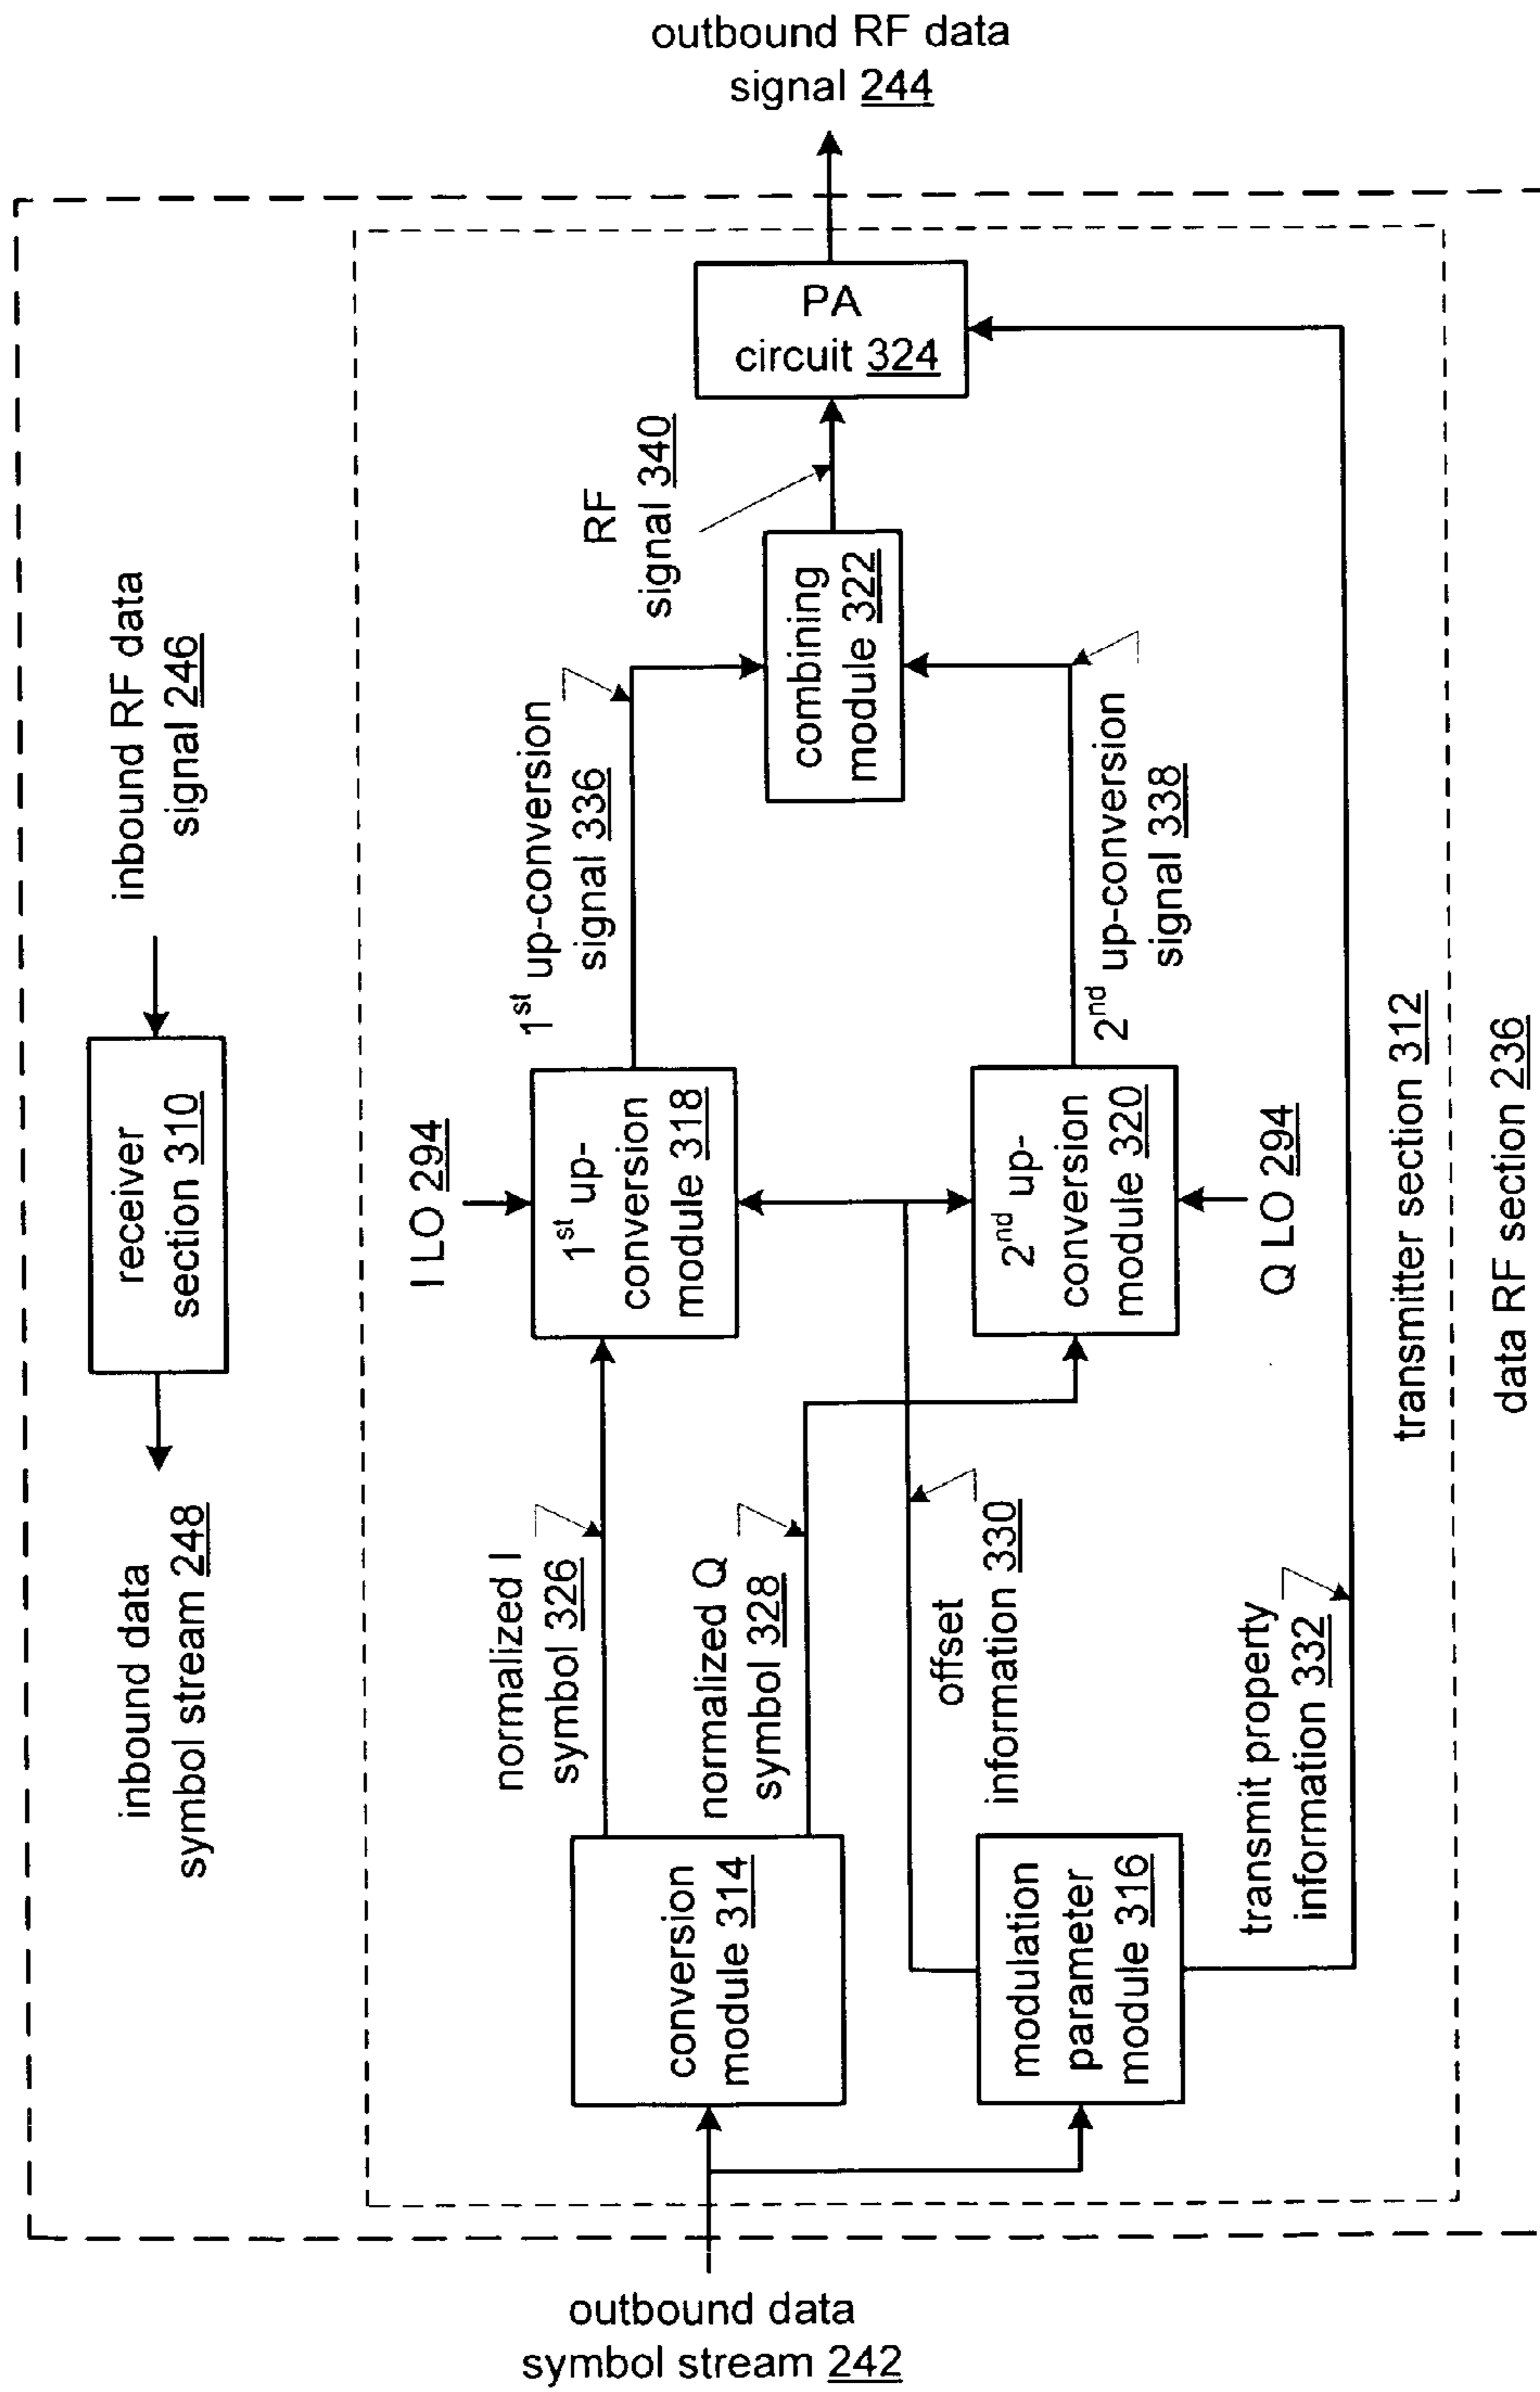 outbound RF data
signal 244
inbound RF data
signal 246
receiver
section 310
inbound data
symbol stream 248
PA
circuit 324
RF
signal 340
combining
module 322
1st up-conversion
signal 336
2nd up-conversion
signal 338
I LO 294
1st up-
conversion
module 318
2nd up-
conversion
module 320
Q LO 294
normalized I
symbol 326
normalized Q
symbol 328
offset
information 330
transmit property
information 332
conversion
module 314
modulation
parameter
module 316
transmitter section 312
data RF section 236
outbound data
symbol stream 242